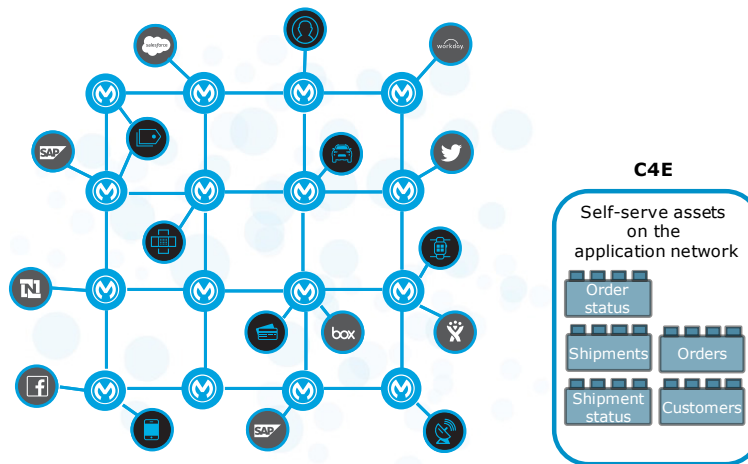 salesforce
workday
SAP
C4E
Self-serve assets
on the
application network
Order
status
N
Shipments
Orders
box
f
Shipment
status
Customers
SAP